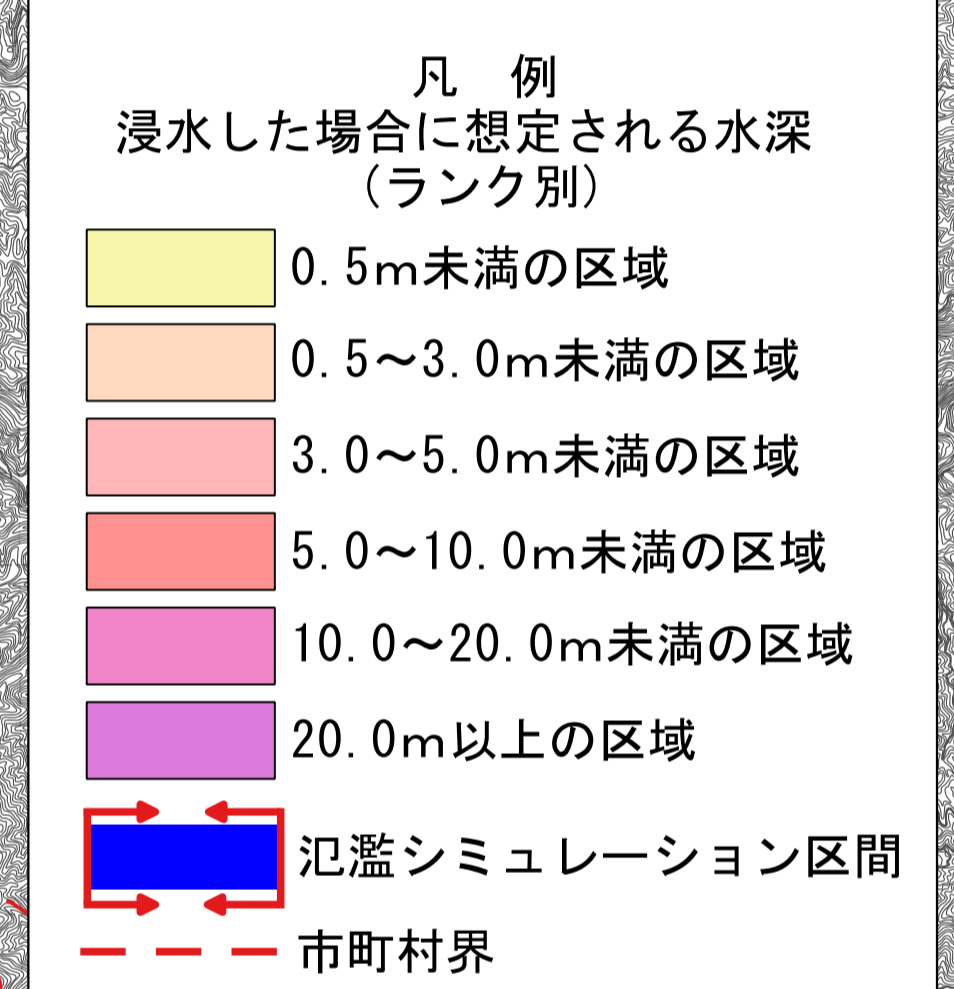 凡　例
浸水した場合に想定される水深
（ランク別）
0.5ｍ未満の区域
0.5～3.0ｍ未満の区域
3.0～5.0ｍ未満の区域
5.0～10.0ｍ未満の区域
10.0～20.0ｍ未満の区域
20.0ｍ以上の区域
氾濫シミュレーション区間
市町村界